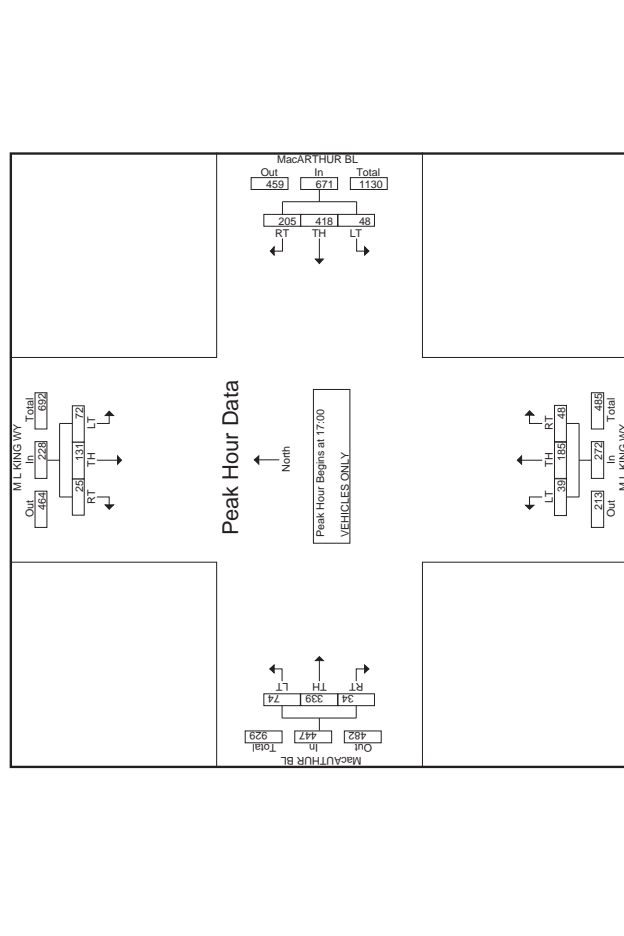 MacARTHUR BL
Out In Total
459 671 1130
205 418 48
RT TH LT
M L KING WY
Out In Total
464 228 692
25 131 72
RT TH LT
Peak Hour Data
North
Peak Hour Begins at 17:00
VEHICLES ONLY
LT TH RT
39 185 48
213 272 485
Out In Total
M L KING
LT TH RT
74 339 34
929 447 482
Total In Out
MacAUTHUR BL